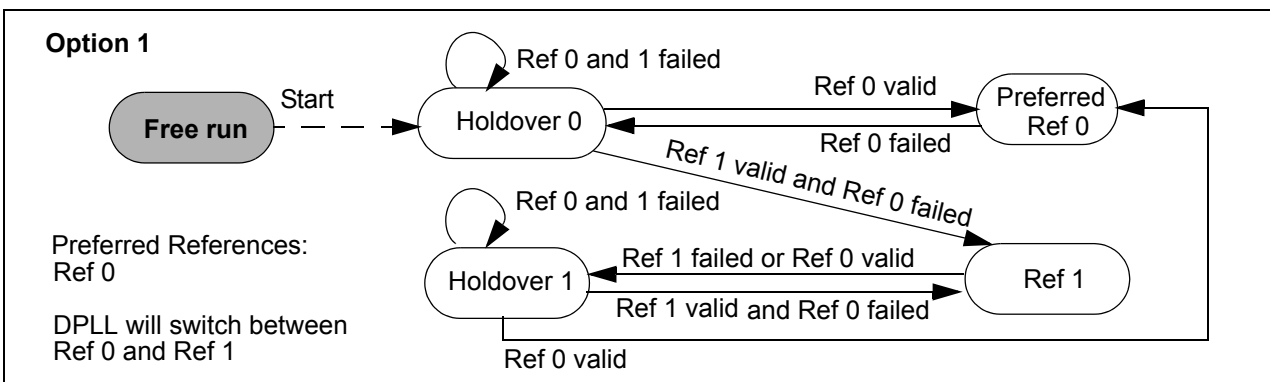 Option 1
Ref 0 and 1 failed
Start
Free run
Holdover 0
Ref 0 valid
Ref 0 failed
Preferred
Ref 0
Ref 1 valid and Ref 0 failed
Ref 0 and 1 failed
Preferred References:
Ref 0
Holdover 1
Ref 1 failed or Ref 0 valid
Ref 1 valid and Ref 0 failed
Ref 1
DPLL will switch between
Ref 0 and Ref 1
Ref 0 valid